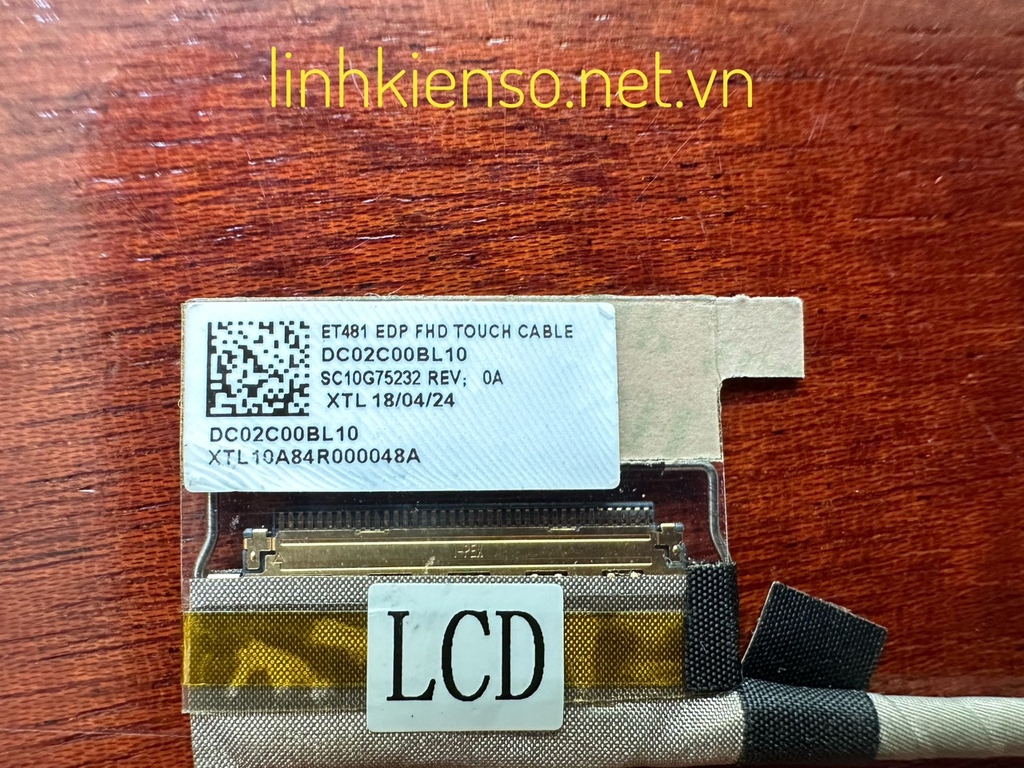 linhkienso.net.vn
ET481 EDP FHD TOUCH CABLE
DC02C00BL10
SC10G75232 REV; 0A
XTL 18/04/24
DC02C00BL10
XTL10A84R000048A
I-PEX
LCD